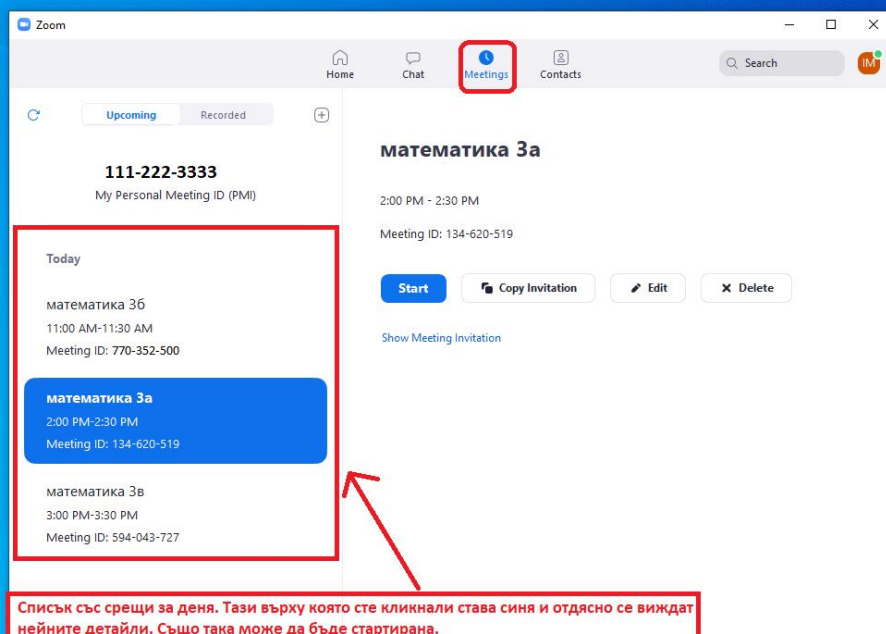 Zoom
Home
Chat
Meetings
Contacts
Search
IM
Upcoming
Recorded
111-222-3333
My Personal Meeting ID (PMI)
Today
математика 3б
11:00 AM-11:30 AM
Meeting ID: 770-352-500
математика 3а
2:00 PM-2:30 PM
Meeting ID: 134-620-519
математика 3в
3:00 PM-3:30 PM
Meeting ID: 594-043-727
математика 3а
2:00 PM - 2:30 PM
Meeting ID: 134-620-519
Start
Copy Invitation
Edit
Delete
Show Meeting Invitation
Списък със срещи за деня. Тази върху която сте кликнали става синя и отдясно се виждат
нейните детайли. Също така може да бъде стартирана.